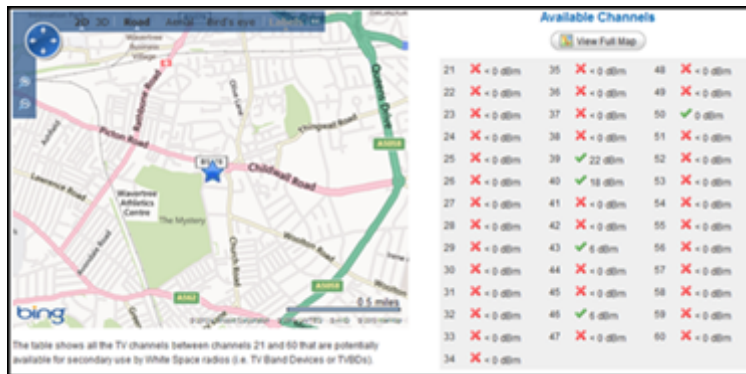 2D 3D Road Aerial Bird's eye Labels
Wavertree
Business
Village
Rathbone Road
Olive Lane
Queens Drive
Thingwall Road
Picton Road
A5058
Childwall Road
Lawrence Road
Wavertree
Athletics
Centre
The Mystery
Church Road
Woolton Road
A562
A5058
0.5 miles
bing
The table shows all the TV channels between channels 21 and 60 that are potentially
available for secondary use by White Space radios (i.e. TV Band Devices or TVBDs).
Available Channels
View Full Map
21 ✗ < 0 dBm 35 ✗ < 0 dBm 48 ✗ < 0 dBm
22 ✗ < 0 dBm 36 ✗ < 0 dBm 49 ✗ < 0 dBm
23 ✗ < 0 dBm 37 ✗ < 0 dBm 50 ✓ 0 dBm
24 ✗ < 0 dBm 38 ✗ < 0 dBm 51 ✗ < 0 dBm
25 ✗ < 0 dBm 39 ✓ 22 dBm 52 ✗ < 0 dBm
26 ✗ < 0 dBm 40 ✓ 18 dBm 53 ✗ < 0 dBm
27 ✗ < 0 dBm 41 ✗ < 0 dBm 54 ✗ < 0 dBm
28 ✗ < 0 dBm 42 ✗ < 0 dBm 55 ✗ < 0 dBm
29 ✗ < 0 dBm 43 ✓ 6 dBm 56 ✗ < 0 dBm
30 ✗ < 0 dBm 44 ✗ < 0 dBm 57 ✗ < 0 dBm
31 ✗ < 0 dBm 45 ✗ < 0 dBm 58 ✗ < 0 dBm
32 ✗ < 0 dBm 46 ✓ 6 dBm 59 ✗ < 0 dBm
33 ✗ < 0 dBm 47 ✗ < 0 dBm 60 ✗ < 0 dBm
34 ✗ < 0 dBm